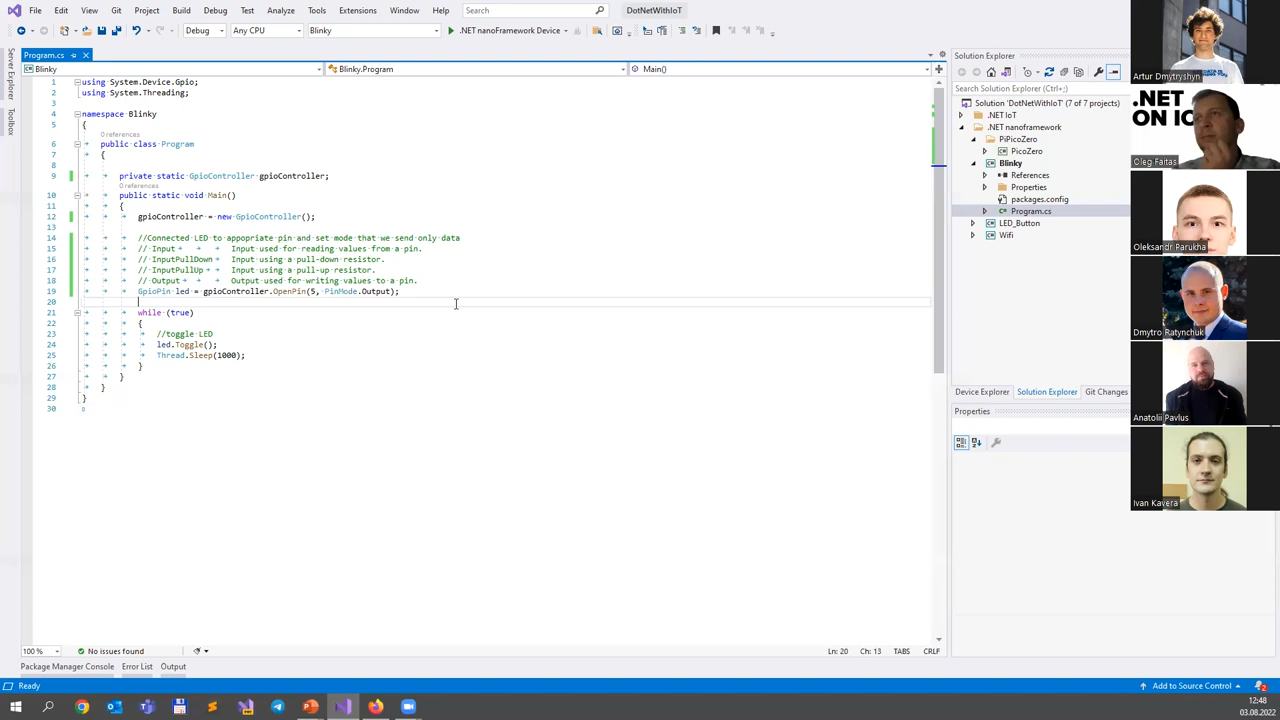 File Edit View Git Project Build Debug Test Analyze Tools Extensions Window Help Search DotNetWithIoT
Debug Any CPU Blinky .NET nanoFramework Device
Server Explorer
Toolbox
Program.cs
Blinky Blinky.Program Main()
1 using System.Device.Gpio;
2 using System.Threading;
3
4 namespace Blinky
5 {
0 references
6 public class Program
7 {
8
9 private static GpioController gpioController;
0 references
10 public static void Main()
11 {
12 gpioController = new GpioController();
13
14 //Connected LED to appopriate pin and set mode that we send only data
15 // Input Input used for reading values from a pin.
16 // InputPullDown Input using a pull-down resistor.
17 // InputPullUp Input using a pull-up resistor.
18 // Output Output used for writing values to a pin.
19 GpioPin led = gpioController.OpenPin(5, PinMode.Output);
20
21 while (true)
22 {
23 //toggle LED
24 led.Toggle();
25 Thread.Sleep(1000);
26 }
27 }
28 }
29 }
30
100 % No issues found Ln: 20 Ch: 13 TABS CRLF
Package Manager Console Error List Output
Ready Add to Source Control 2
Solution Explorer
Search Solution Explorer (Ctrl+;)
Solution 'DotNetWithIoT' (7 of 7 projects)
.NET IoT
.NET nanoframework
PiPicoZero
PicoZero
Blinky
References
Properties
packages.config
Program.cs
LED_Button
Wifi
Device Explorer Solution Explorer Git Changes
Properties
Artur Dmytryshyn
.NET
ON IO
Oleg Faitas
Oleksandr Parukha
Dmytro Ratynchuk
Anatolii Pavlus
Ivan Kavera
12:48
03.08.2022